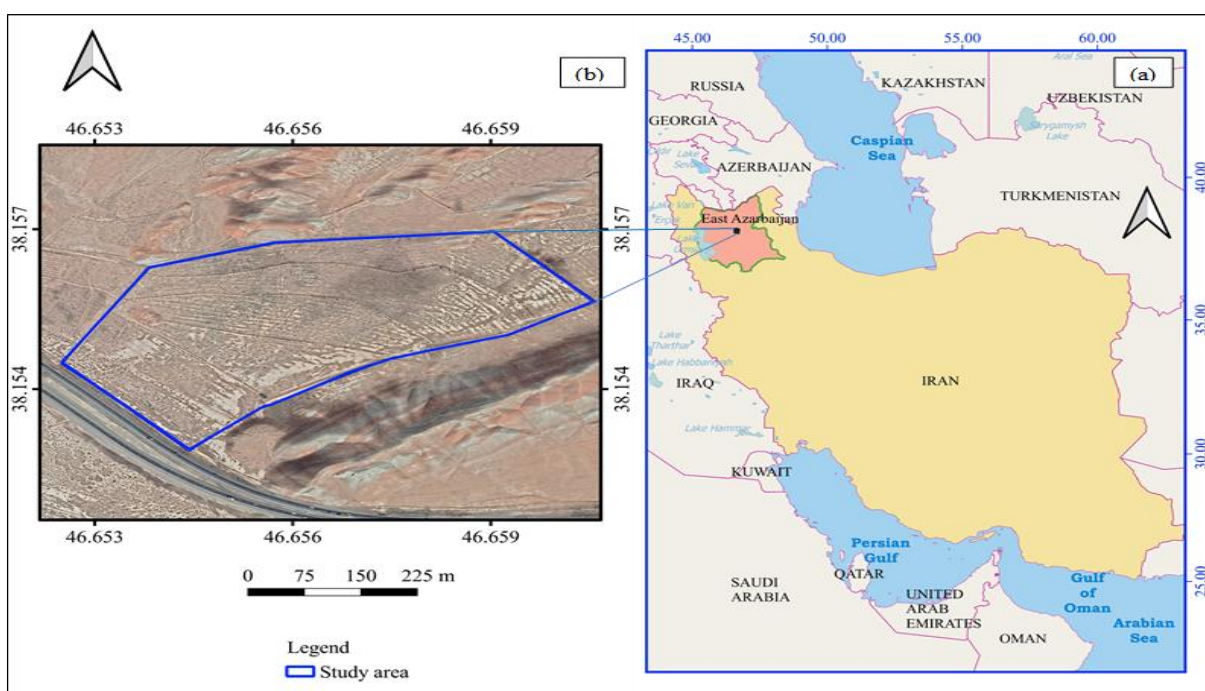 (b)
46.653
46.656
46.659
38.157
38.157
38.154
38.154
46.653
46.656
46.659
0
75
150
225 m
Legend
Study area
45.00
50.00
55.00
60.00
(a)
RUSSIA
KAZAKHSTAN
Aral Sea
UZBEKISTAN
GEORGIA
Sarygamysh
Lake
Caspian
Sea
Lake
AZERBAIJAN
TURKMENISTAN
40.00
Lake Van
East Azarbaijan
Lake
35.00
Lake
Tharthar
Lake Habbaniyah
IRAQ
IRAN
Lake Hammar
30.00
KUWAIT
Persian
Gulf
QATAR
SAUDI
ARABIA
UNITED
ARAB
EMIRATES
Gulf
of
Oman
25.00
Arabian
Sea
OMAN